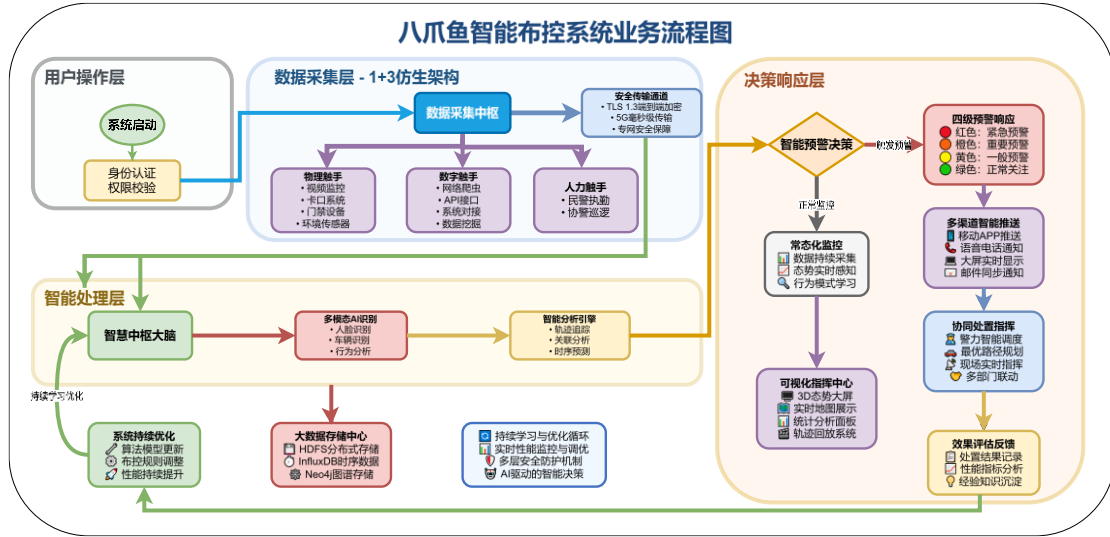 八爪鱼智能布控系统业务流程图
用户操作层
系统启动
身份认证
权限校验
数据采集层 - 1+3仿生架构
数据采集中枢
安全传输通道
• TLS 1.3端到端加密
• 5G毫秒级传输
• 专网安全保障
物理触手
• 视频监控
• 卡口系统
• 门禁设备
• 环境传感器
数字触手
• 网络爬虫
• API接口
• 系统对接
• 数据挖掘
人力触手
• 民警执勤
• 协警巡逻
智能处理层
智慧中枢大脑
多模态AI识别
• 人脸识别
• 车辆识别
• 行为分析
智能分析引擎
• 轨迹追踪
• 关联分析
• 时序预测
持续学习优化
系统持续优化
算法模型更新
布控规则调整
性能持续提升
大数据存储中心
HDFS分布式存储
InfluxDB时序数据
Neo4j图谱存储
持续学习与优化循环
实时性能监控与调优
多层安全防护机制
AI驱动的智能决策
决策响应层
智能预警决策
触发预警
正常监控
四级预警响应
红色：紧急预警
橙色：重要预警
黄色：一般预警
绿色：正常关注
常态化监控
数据持续采集
态势实时感知
行为模式学习
多渠道智能推送
移动APP推送
语音电话通知
大屏实时显示
邮件同步通知
可视化指挥中心
3D态势大屏
实时地图展示
统计分析面板
轨迹回放系统
协同处置指挥
警力智能调度
最优路径规划
现场实时指挥
多部门联动
效果评估反馈
处置结果记录
性能指标分析
经验知识沉淀